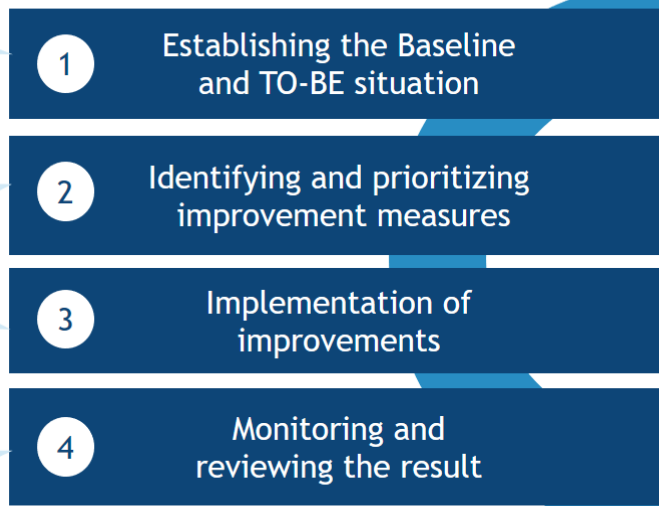 1
Establishing the Baseline
and TO-BE situation
2
Identifying and prioritizing
improvement measures
3
Implementation of
improvements
4
Monitoring and
reviewing the result